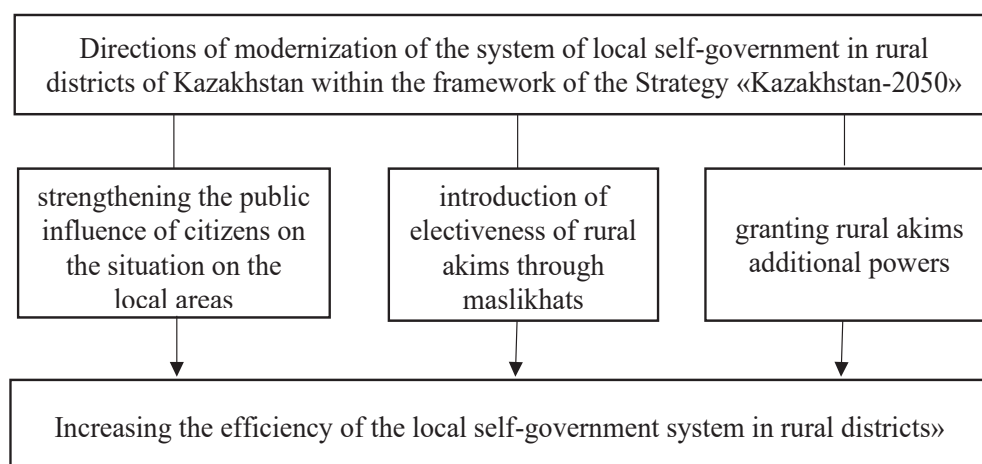 Directions of modernization of the system of local self-government in rural
districts of Kazakhstan within the framework of the Strategy «Kazakhstan-2050»
strengthening the public
influence of citizens on
the situation on the
local areas
introduction of
electiveness of rural
akims through
maslikhats
granting rural akims
additional powers
Increasing the efficiency of the local self-government system in rural districts»